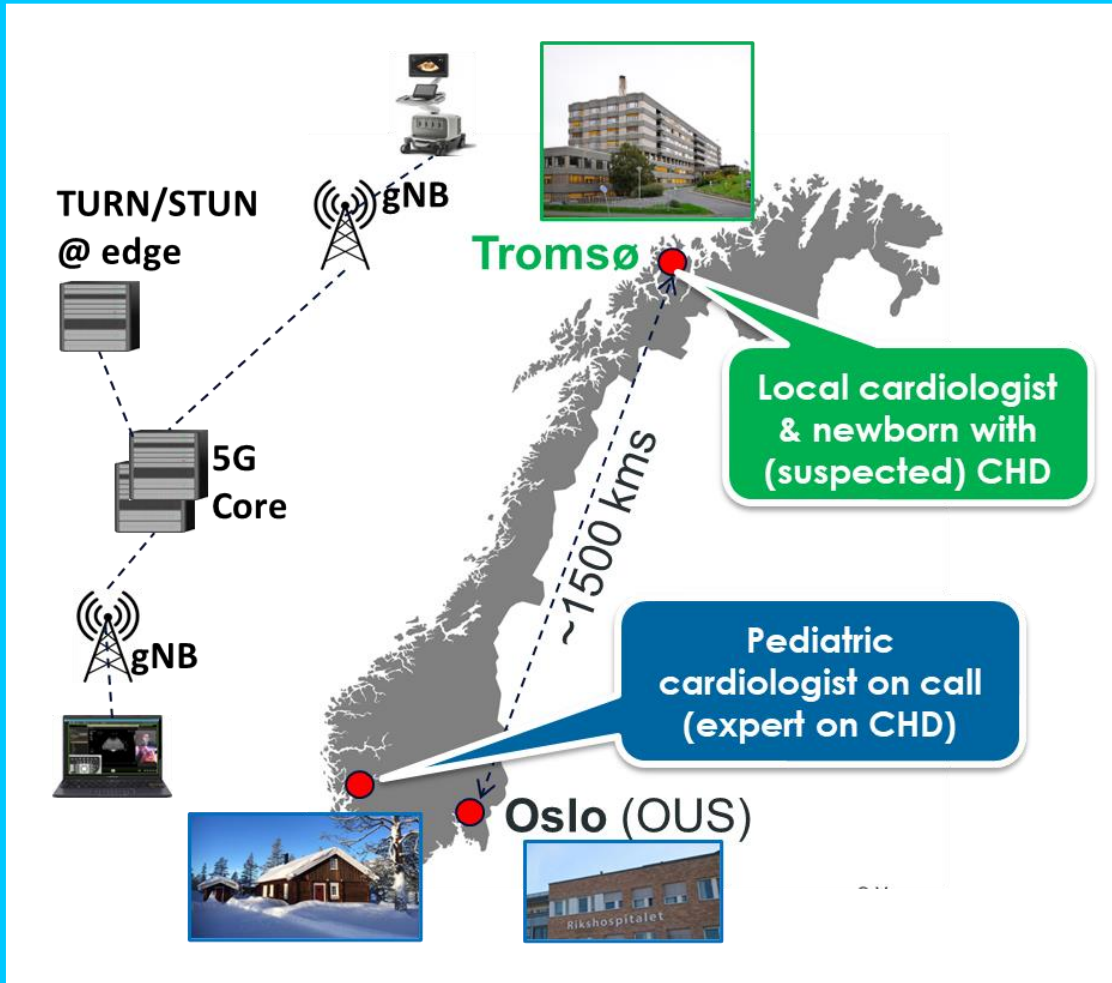 TURN/STUN
@ edge
gNB
5G
Core
gNB
Tromsø
Local cardiologist
& newborn with
(suspected) CHD
~1500 kms
Pediatric
cardiologist on call
(expert on CHD)
Oslo (OUS)
Rikshospitalet